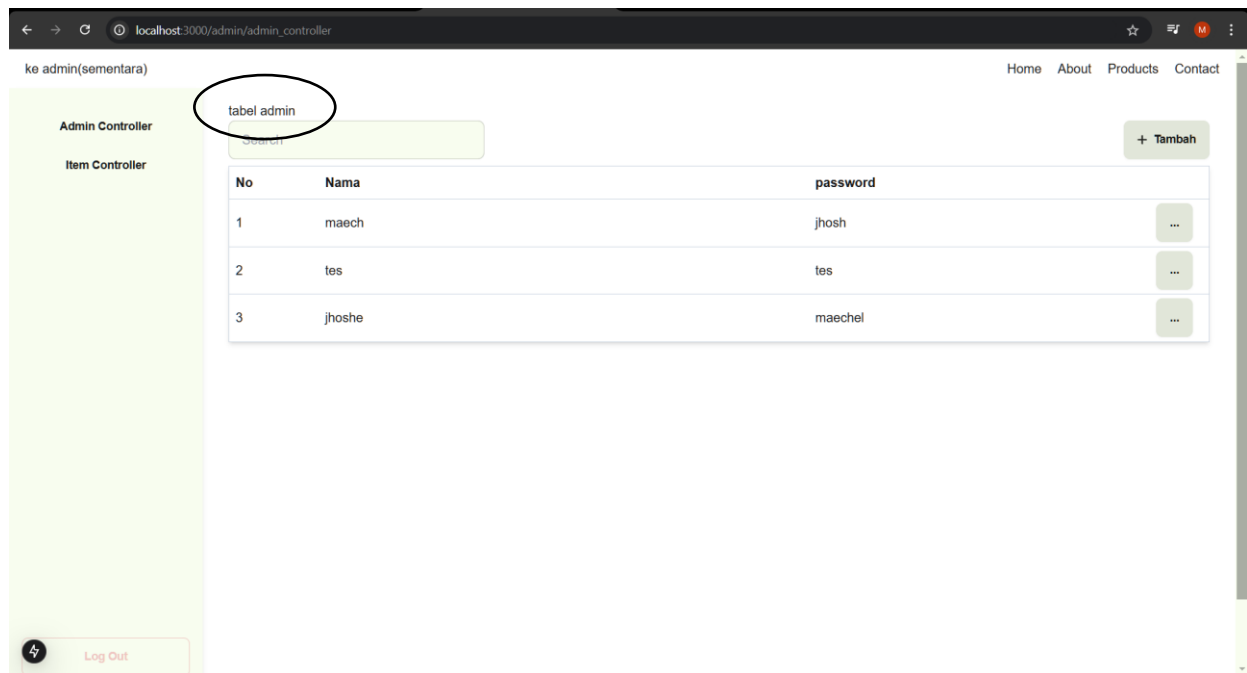 localhost:3000/admin/admin_controller
M
ke admin(sementara)
Home About Products Contact
Admin Controller
Item Controller
tabel admin
Search
+ Tambah
No Nama password
1 maech jhosh ...
2 tes tes ...
3 jhoshe maechel ...
Log Out